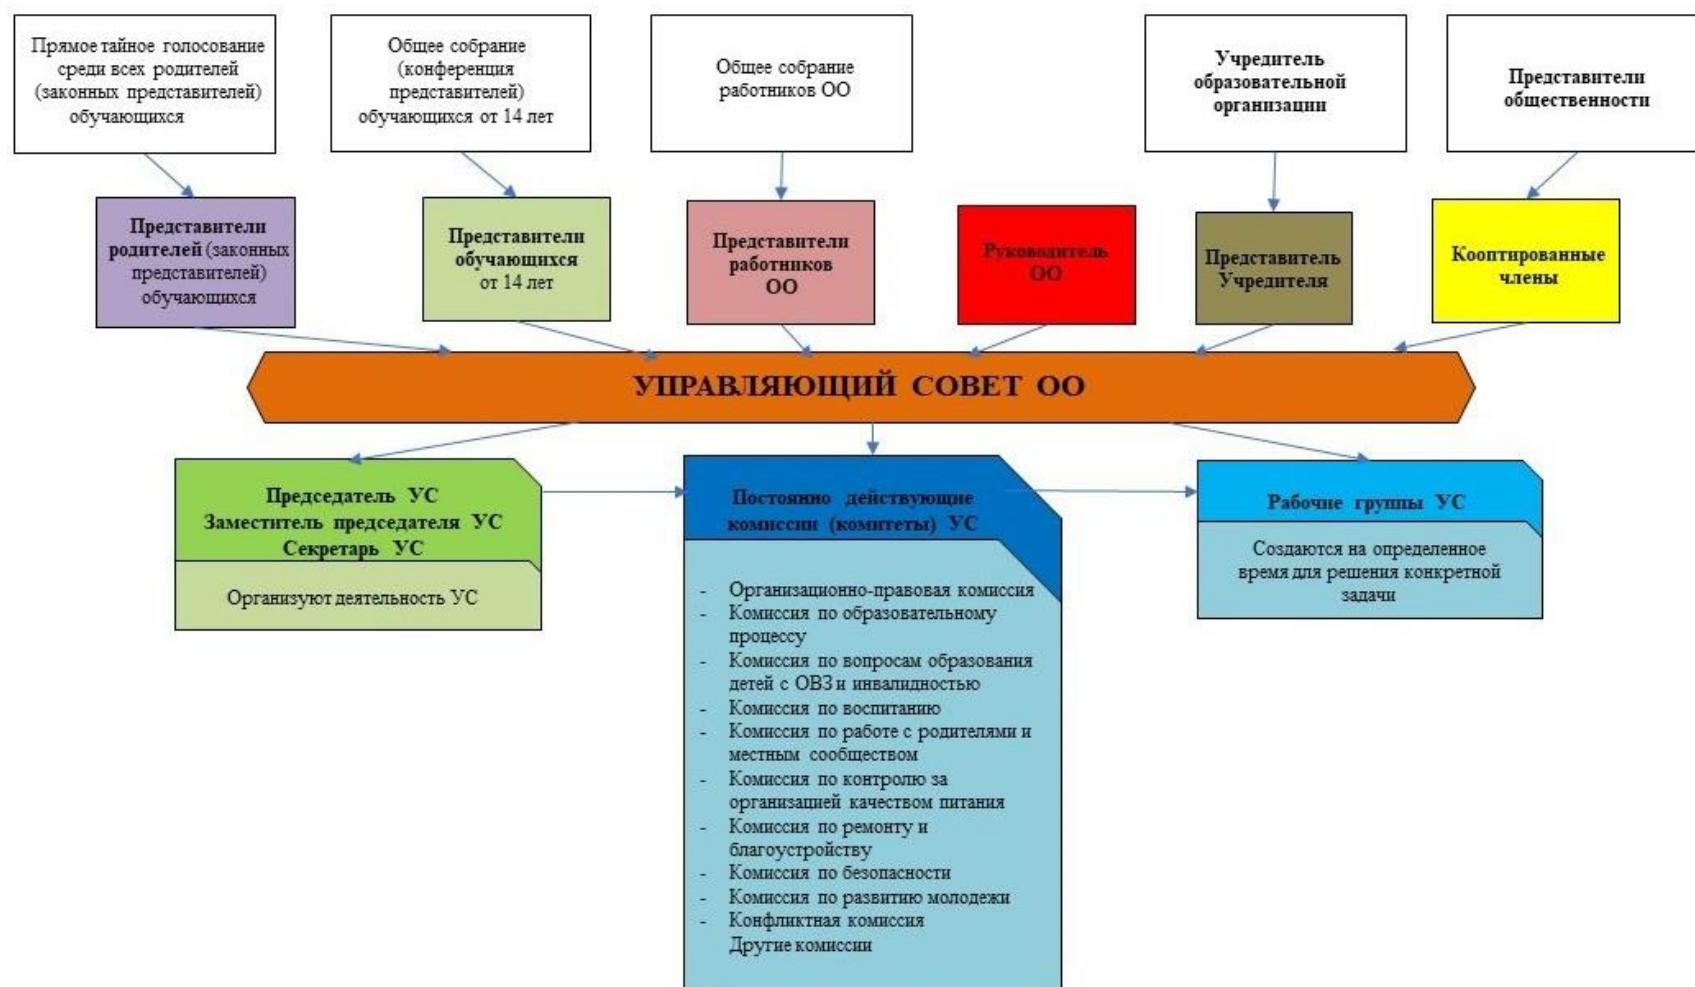 Прямое тайное голосование
среди всех родителей
(законных представителей)
обучающихся
Общее собрание
(конференция
представителей)
обучающихся от 14 лет
Общее собрание
работников ОО
Учредитель
образовательной
организации
Представители
общественности
Представители
родителей (законных
представителей)
обучающихся
Представители
обучающихся
от 14 лет
Представители
работников
ОО
Руководитель
ОО
Представитель
Учредителя
Кооптированные
члены
УПРАВЛЯЮЩИЙ СОВЕТ ОО
Председатель УС
Заместитель председателя УС
Секретарь УС
Организуют деятельность УС
Постоянно действующие
комиссии (комитеты) УС
- Организационно-правовая комиссия
- Комиссия по образовательному
процессу
- Комиссия по вопросам образования
детей с ОВЗ и инвалидностью
- Комиссия по воспитанию
- Комиссия по работе с родителями и
местным сообществом
- Комиссия по контролю за
организацией качеством питания
- Комиссия по ремонту и
благоустройству
- Комиссия по безопасности
- Комиссия по развитию молодежи
- Конфликтная комиссия
Другие комиссии
Рабочие группы УС
Создаются на определенное
время для решения конкретной
задачи